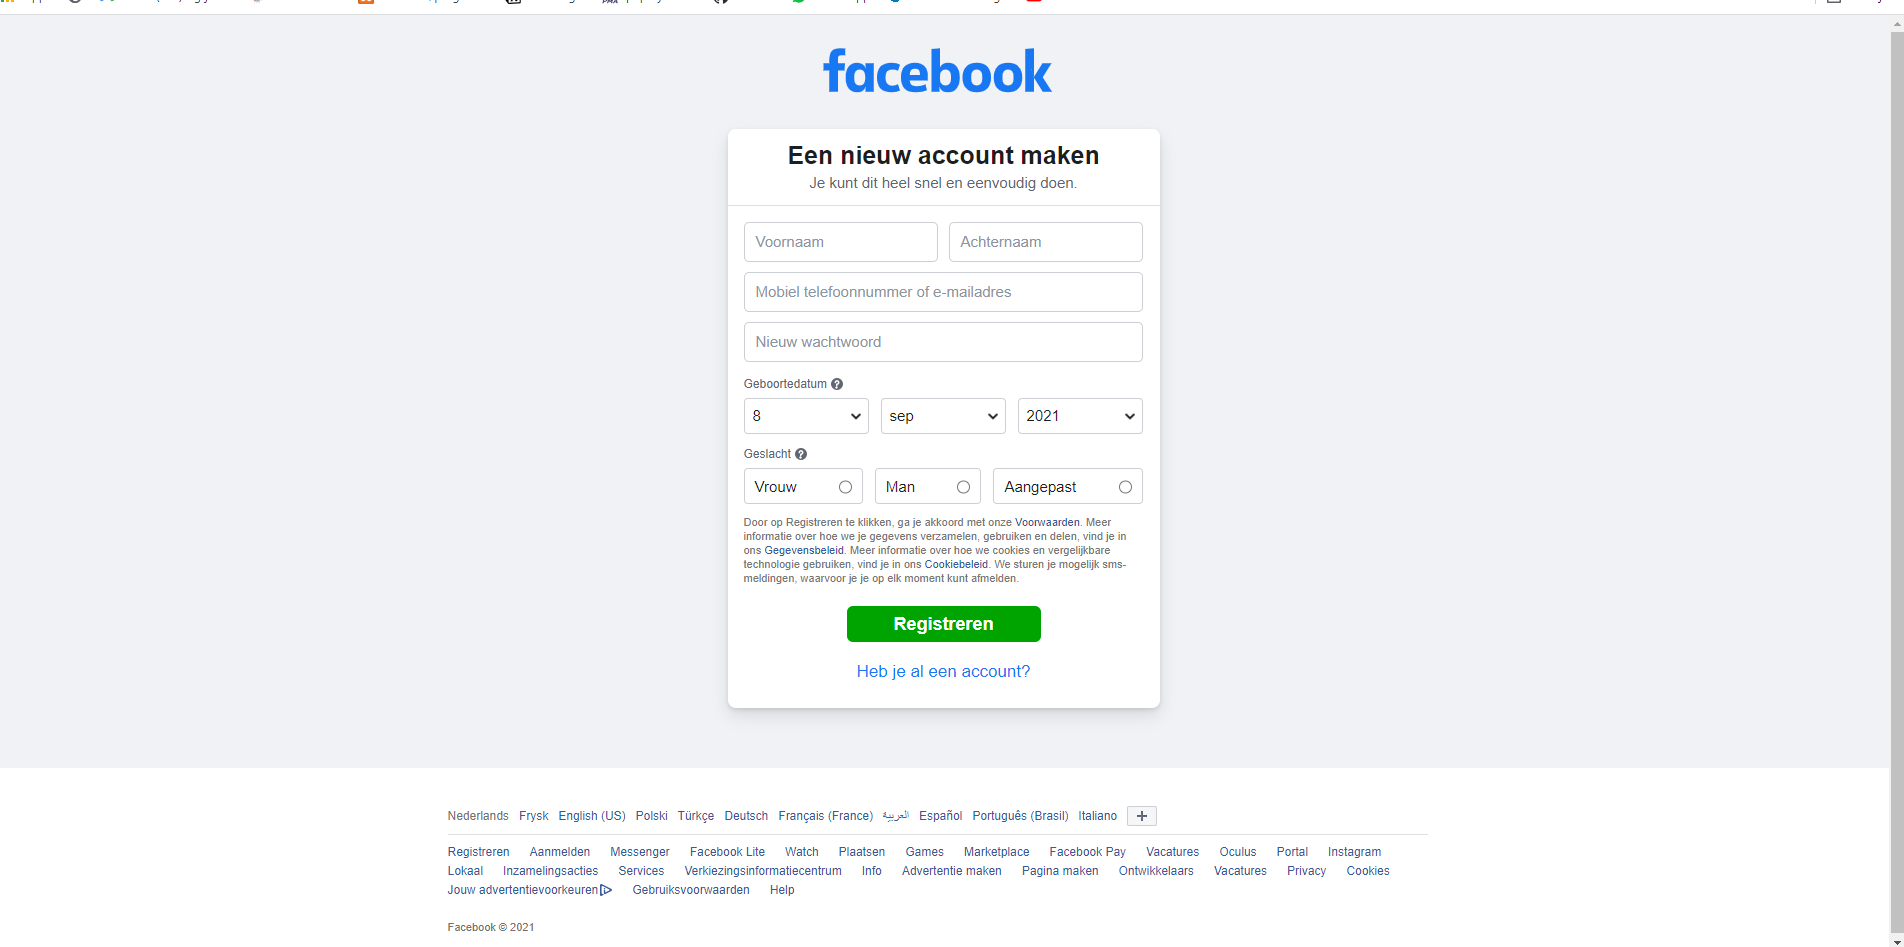 facebook
Een nieuw account maken
Je kunt dit heel snel en eenvoudig doen.
Voornaam Achternaam
Mobiel telefoonnummer of e-mailadres
Nieuw wachtwoord
Geboortedatum ?
8 sep 2021
Geslacht ?
Vrouw Man Aangepast
Door op Registreren te klikken, ga je akkoord met onze Voorwaarden. Meer
informatie over hoe we je gegevens verzamelen, gebruiken en delen, vind je in
ons Gegevensbeleid. Meer informatie over hoe we cookies en vergelijkbare
technologie gebruiken, vind je in ons Cookiebeleid. We sturen je mogelijk sms-
meldingen, waarvoor je je op elk moment kunt afmelden.
Registreren
Heb je al een account?
Nederlands Frysk English (US) Polski Türkçe Deutsch Français (France) العربية Español Português (Brasil) Italiano +
Registreren Aanmelden Messenger Facebook Lite Watch Plaatsen Games Marketplace Facebook Pay Vacatures Oculus Portal Instagram
Lokaal Inzamelingsacties Services Verkiezingsinformatiecentrum Info Advertentie maken Pagina maken Ontwikkelaars Vacatures Privacy Cookies
Jouw advertentievoorkeuren Gebruiksvoorwaarden Help
Facebook © 2021